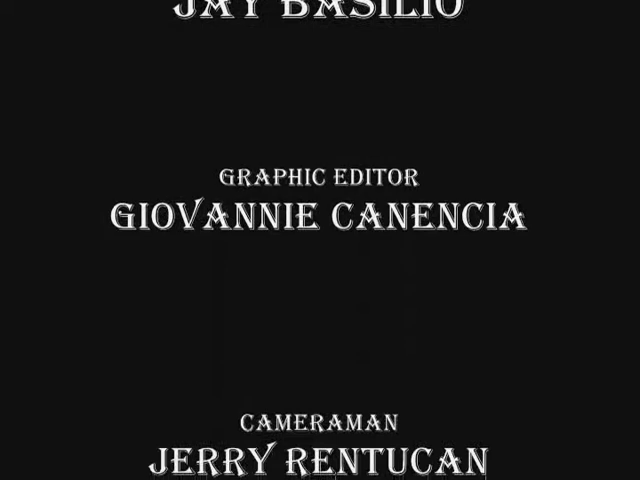 JAY BASILIO
GRAPHIC EDITOR
GIOVANNIE CANENCIA
CAMERAMAN
JERRY RENTUCAN